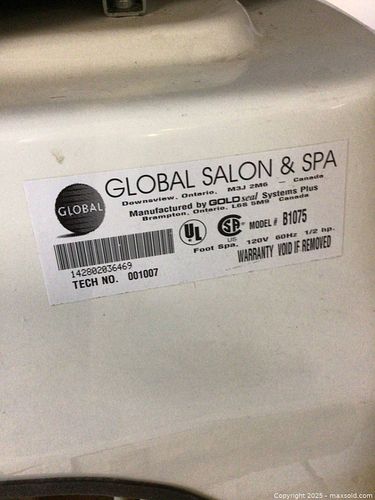 GLOBAL SALON & SPA
Downsview, Ontario, M3J 2M6 - Canada
Manufactured by GOLDseal Systems Plus
Brampton, Ontario, L6S 5M9 Canada
GLOBAL
UL
SA US
MODEL # B1075
Foot Spa, 120V 60Hz 1/2 hp.
WARRANTY VOID IF REMOVED
142802036469
TECH NO. 001007
Copyright 2025 - maxsold.com